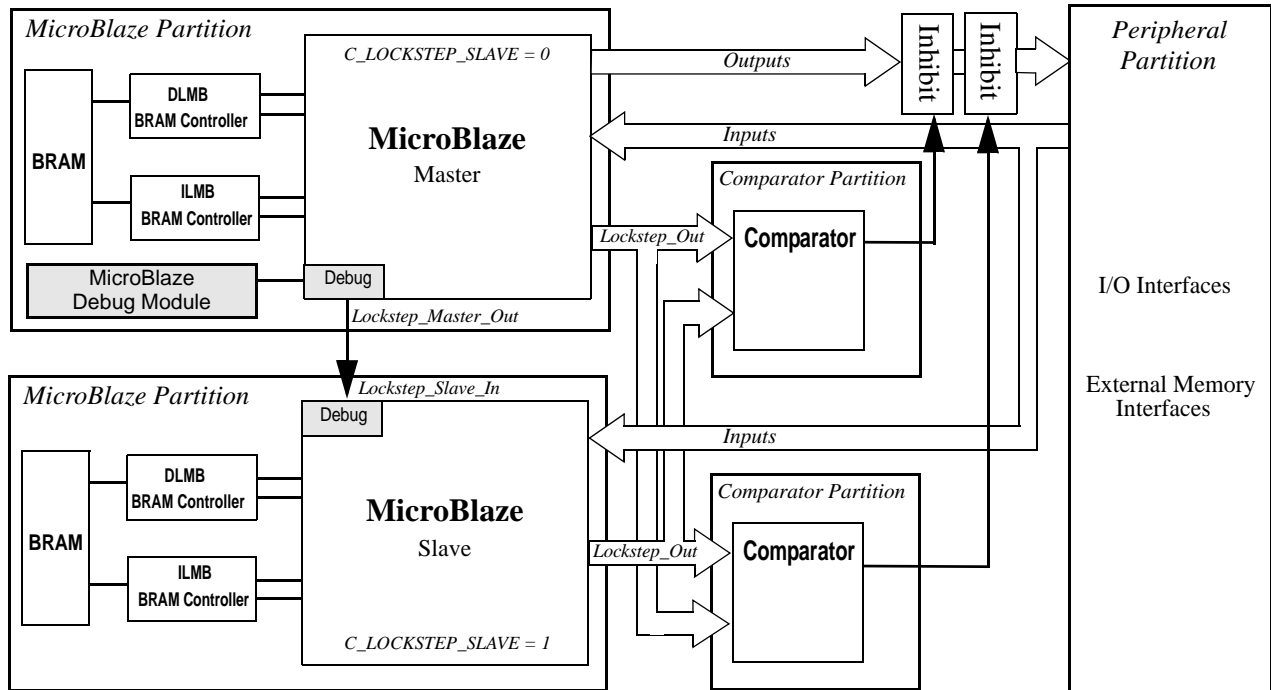 MicroBlaze Partition
C_LOCKSTEP_SLAVE = 0
BRAM
DLMB
BRAM Controller
ILMB
BRAM Controller
MicroBlaze
Master
MicroBlaze
Debug Module
Debug
Outputs
Inhibit
Inhibit
Inputs
Lockstep_Out
Comparator Partition
Comparator
Peripheral
Partition
I/O Interfaces
External Memory
Interfaces
Lockstep_Master_Out
Lockstep_Slave_In
MicroBlaze Partition
Debug
BRAM
DLMB
BRAM Controller
ILMB
BRAM Controller
MicroBlaze
Slave
C_LOCKSTEP_SLAVE = 1
Inputs
Lockstep_Out
Comparator Partition
Comparator